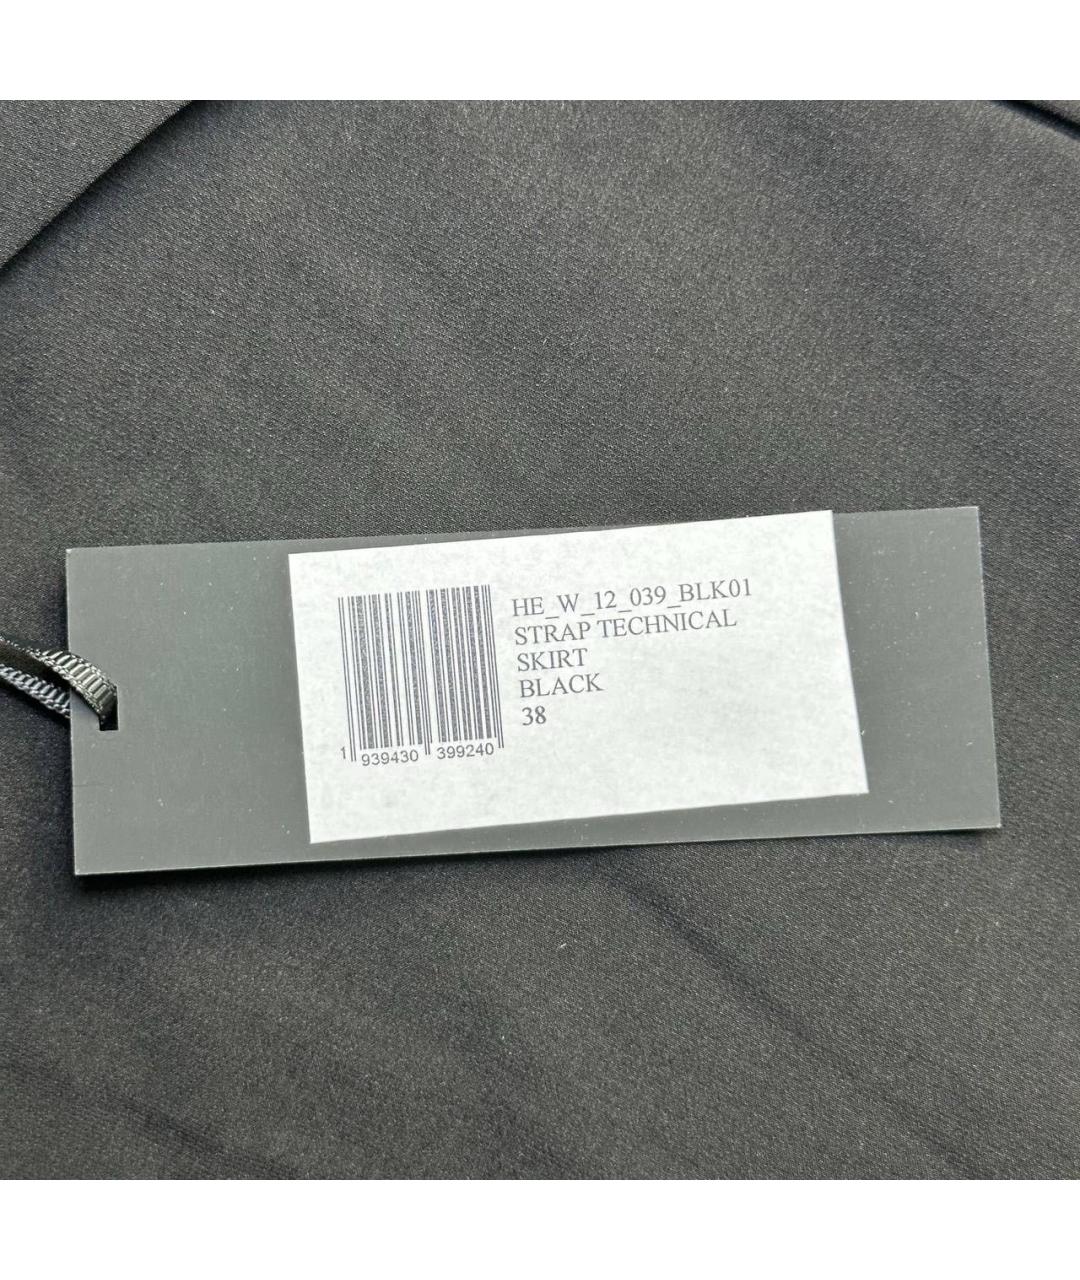 HE_W_12_039_BLK01
STRAP TECHNICAL
SKIRT
BLACK
38
1 939430 399240